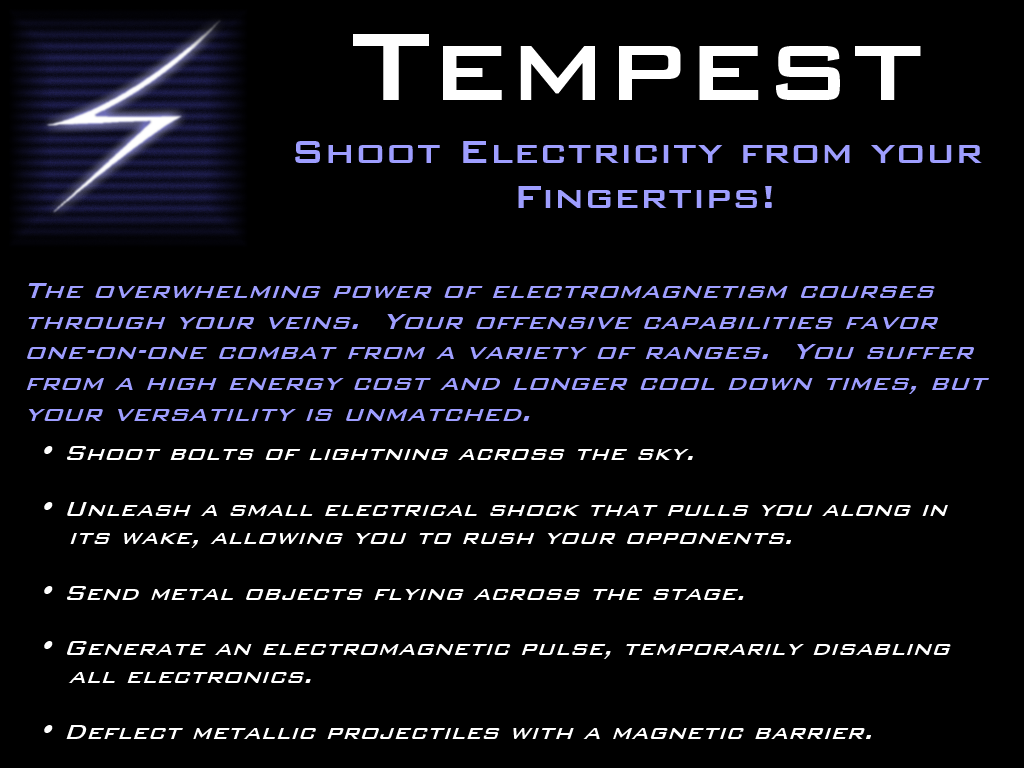 Tempest
Shoot Electricity from your
Fingertips!
The overwhelming power of electromagnetism courses
through your veins.  Your offensive capabilities favor
one-on-one combat from a variety of ranges.  You suffer
from a high energy cost and longer cool down times, but
your versatility is unmatched.
• Shoot bolts of lightning across the sky.
• Unleash a small electrical shock that pulls you along in
its wake, allowing you to rush your opponents.
• Send metal objects flying across the stage.
• Generate an electromagnetic pulse, temporarily disabling
all electronics.
• Deflect metallic projectiles with a magnetic barrier.